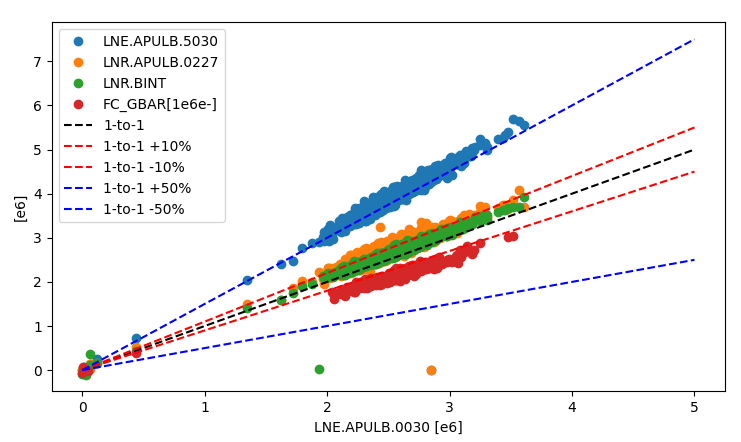 LNE.APULB.5030
LNR.APULB.0227
LNR.BINT
FC_GBAR[1e6e-]
1-to-1
1-to-1 +10%
1-to-1 -10%
1-to-1 +50%
1-to-1 -50%
[e6]
7
6
5
4
3
2
1
0
0 1 2 3 4 5
LNE.APULB.0030 [e6]